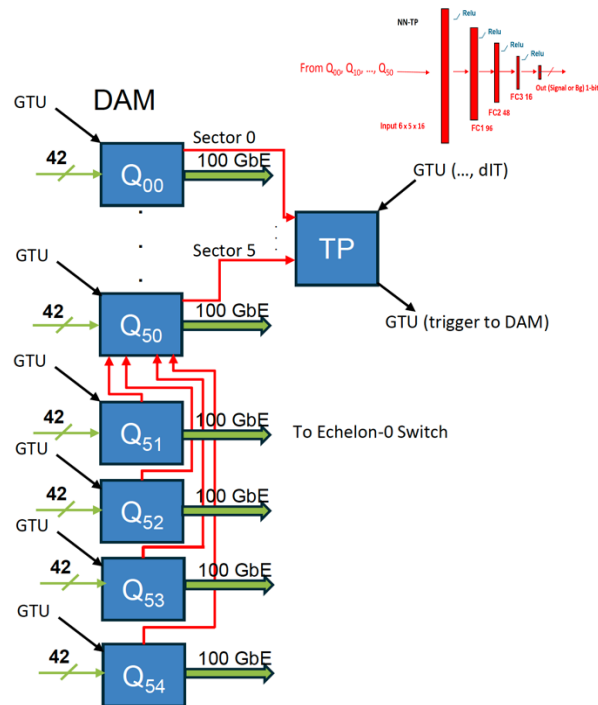 NN-TP
Relu
Relu
Relu
Relu
From Q00, Q10, ..., Q50
Out (Signal or Bg) 1-bit
FC3 16
FC2 48
FC1 96
Input 6 x 5 x 16
GTU
DAM
Sector 0
42
Q00
100 GbE
GTU (..., dIT)
TP
GTU
Sector 5
42
Q50
100 GbE
GTU (trigger to DAM)
GTU
42
Q51
100 GbE
To Echelon-0 Switch
GTU
42
Q52
100 GbE
GTU
42
Q53
100 GbE
GTU
42
Q54
100 GbE